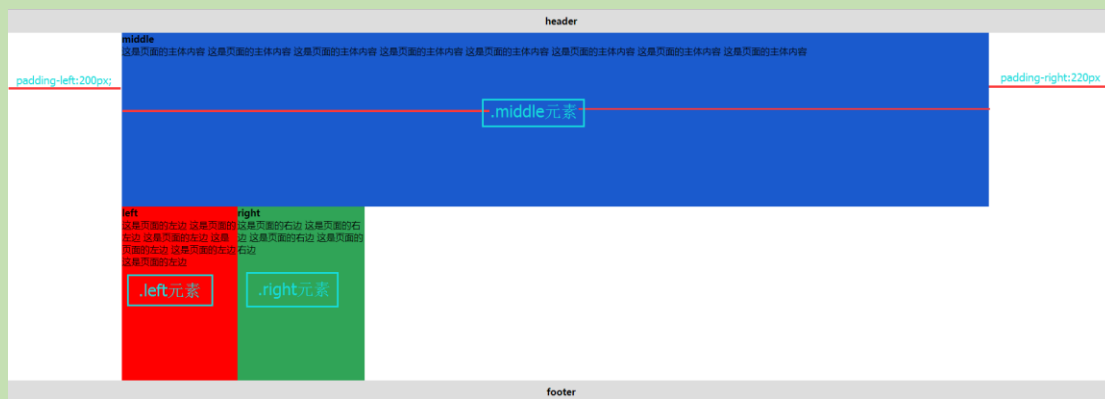 header
middle
这是页面的主体内容 这是页面的主体内容 这是页面的主体内容 这是页面的主体内容 这是页面的主体内容 这是页面的主体内容 这是页面的主体内容 这是页面的主体内容
padding-left:200px;
padding-right:220px
.middle元素
left
这是页面的左边 这是页面的
左边 这是页面的左边 这是
页面的左边 这是页面的左边
这是页面的左边
.left元素
right
这是页面的右边 这是页面的右
边 这是页面的右边 这是页面的
右边
.right元素
footer